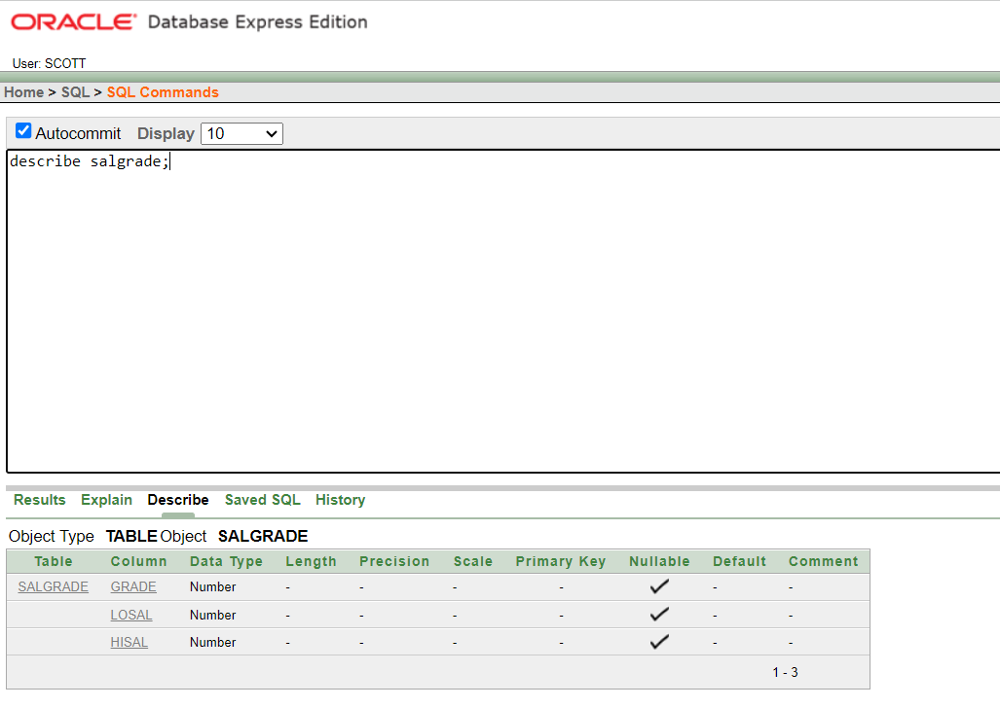 ORACLE® Database Express Edition
User: SCOTT
Home > SQL > SQL Commands
Autocommit Display 10
describe salgrade;
Results Explain Describe Saved SQL History
Object Type TABLE Object SALGRADE
Table Column Data Type Length Precision Scale Primary Key Nullable Default Comment
SALGRADE GRADE Number - - - - ✓ - -
LOSAL Number - - - - ✓ - -
HISAL Number - - - - ✓ - -
1 - 3